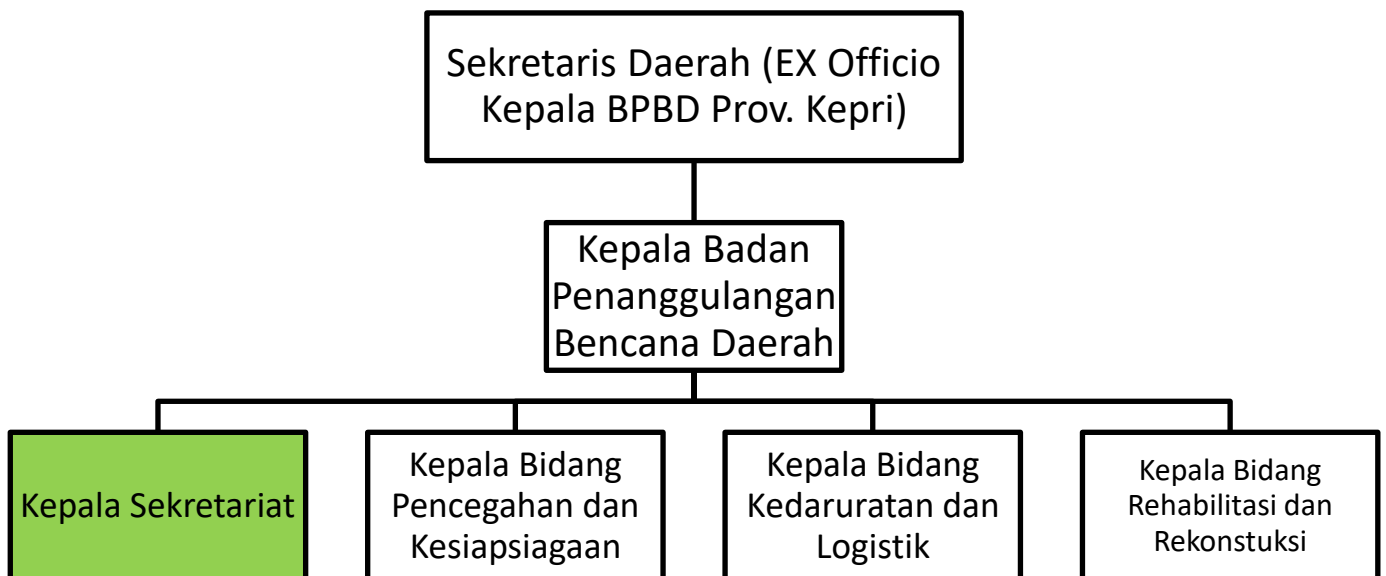 Sekretaris Daerah (EX Officio
Kepala BPBD Prov. Kepri)
Kepala Badan
Penanggulangan
Bencana Daerah
Kepala Sekretariat
Kepala Bidang
Pencegahan dan
Kesiapsiagaan
Kepala Bidang
Kedaruratan dan
Logistik
Kepala Bidang
Rehabilitasi dan
Rekonstuksi